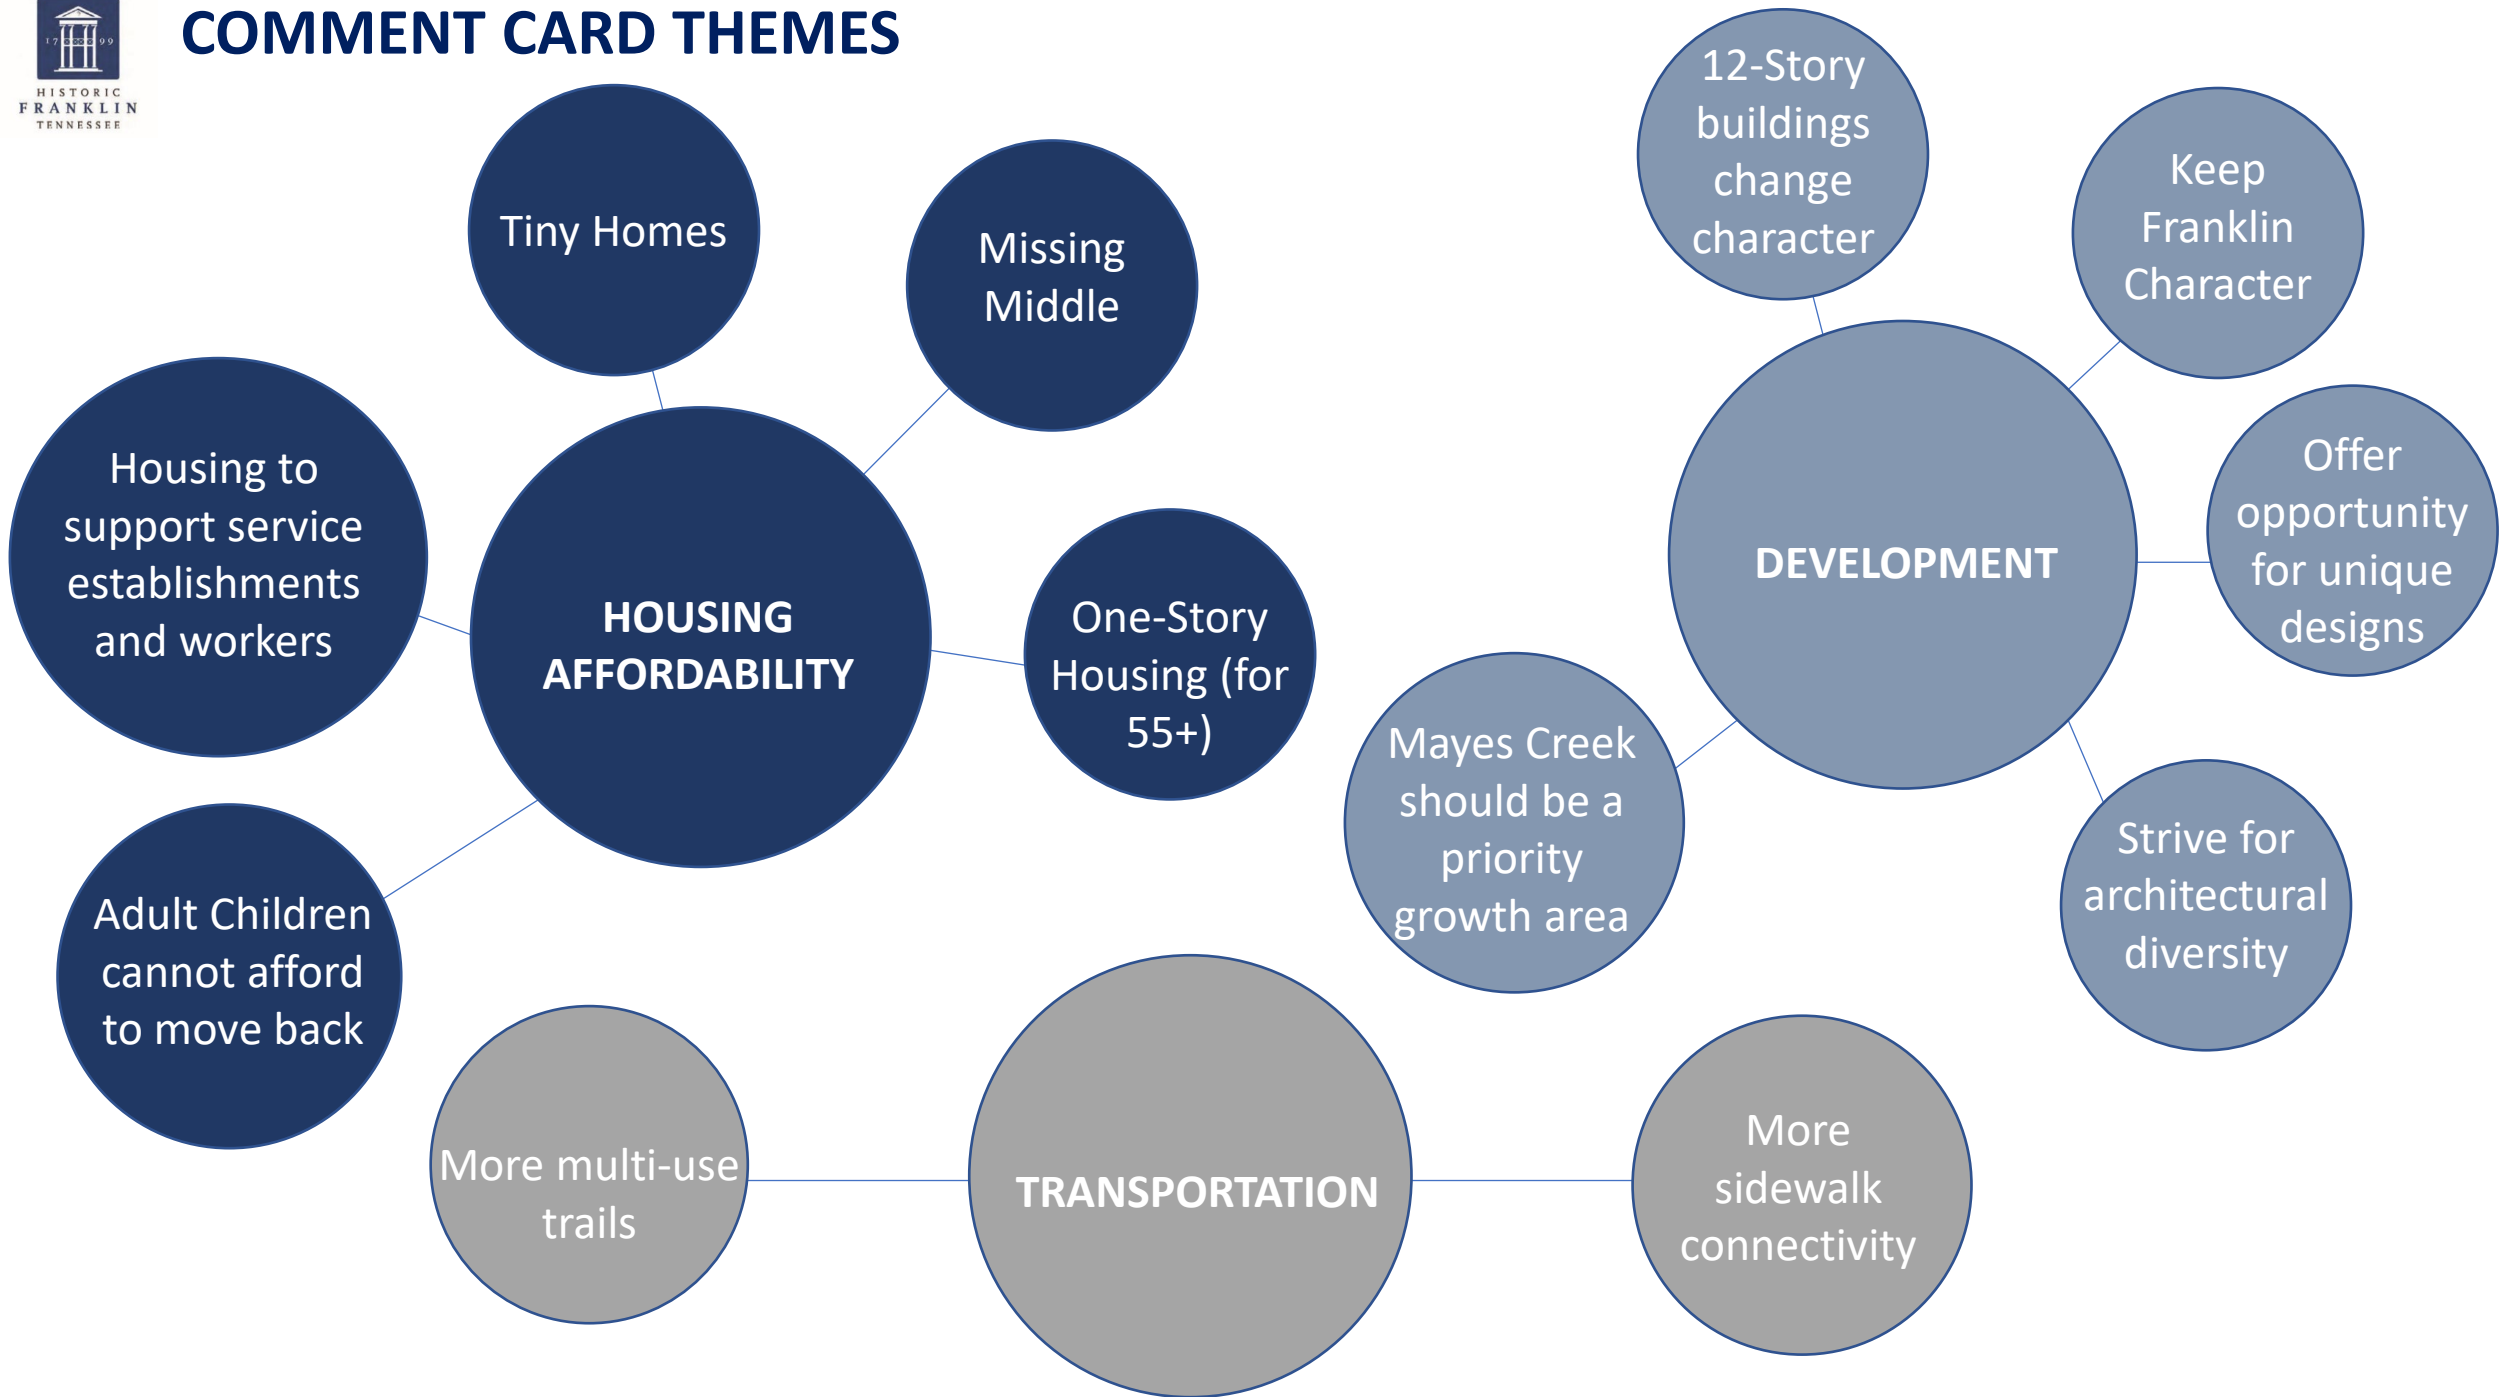 COMMENT CARD THEMES
17 99
HISTORIC
FRANKLIN
TENNESSEE
Tiny Homes
Missing
Middle
Housing to
support service
establishments
and workers
HOUSING
AFFORDABILITY
One-Story
Housing (for
55+)
Adult Children
cannot afford
to move back
12-Story
buildings
change
character
Keep
Franklin
Character
Offer
opportunity
for unique
designs
DEVELOPMENT
Mayes Creek
should be a
priority
growth area
Strive for
architectural
diversity
More multi-use
trails
TRANSPORTATION
More
sidewalk
connectivity